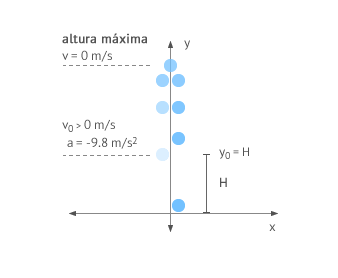 altura máxima
v = 0 m/s
y
v₀ > 0 m/s
a = -9.8 m/s²
y₀ = H
H
x